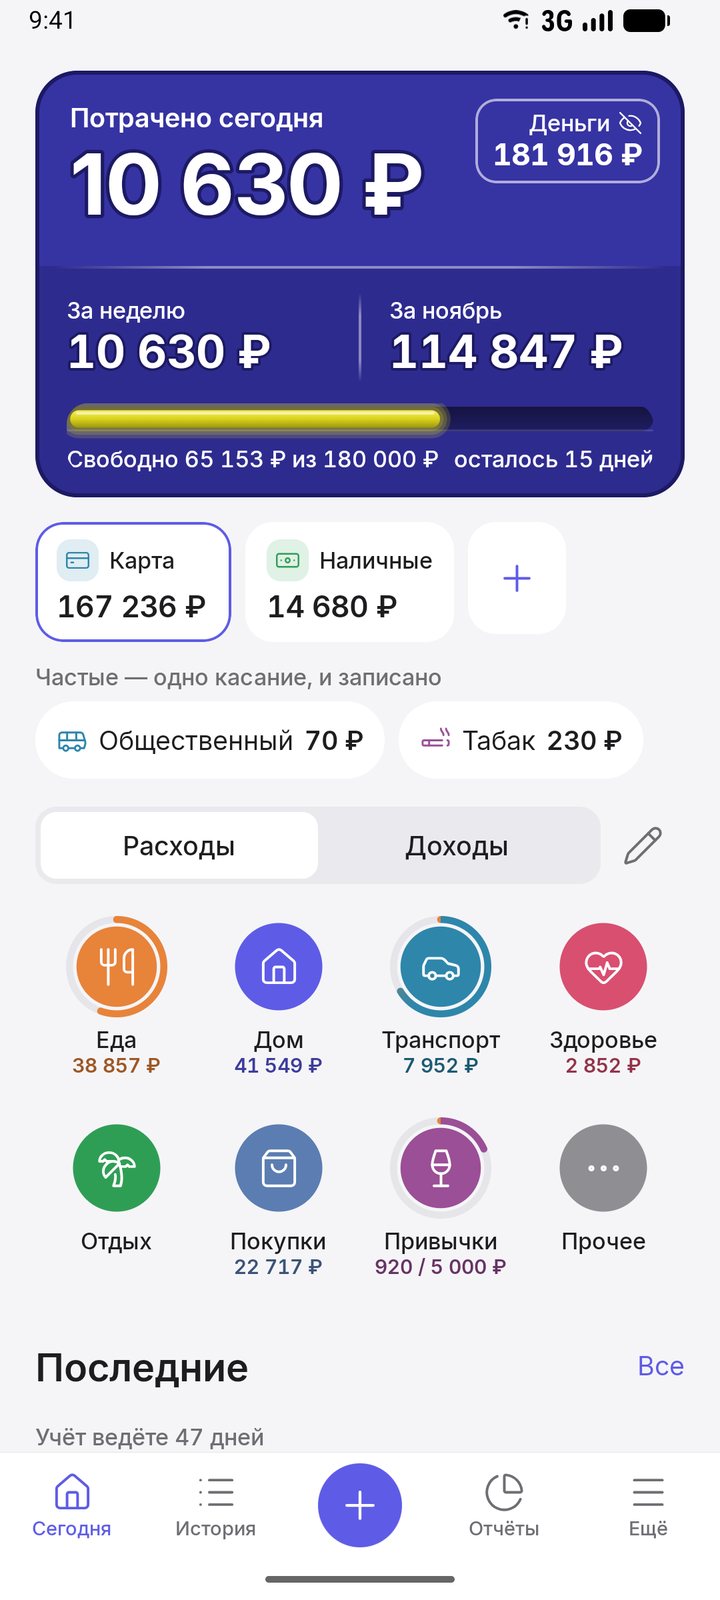 9:41
3G
Потрачено сегодня
10 630 ₽
Деньги
181 916 ₽
За неделю
10 630 ₽
За ноябрь
114 847 ₽
Свободно 65 153 ₽ из 180 000 ₽ осталось 15 дней
Карта
167 236 ₽
Наличные
14 680 ₽
Частые — одно касание, и записано
Общественный 70 ₽
Табак 230 ₽
Расходы
Доходы
Еда
38 857 ₽
Дом
41 549 ₽
Транспорт
7 952 ₽
Здоровье
2 852 ₽
Отдых
Покупки
22 717 ₽
Привычки
920 / 5 000 ₽
Прочее
Последние
Все
Учёт ведёте 47 дней
Сегодня
История
Отчёты
Ещё